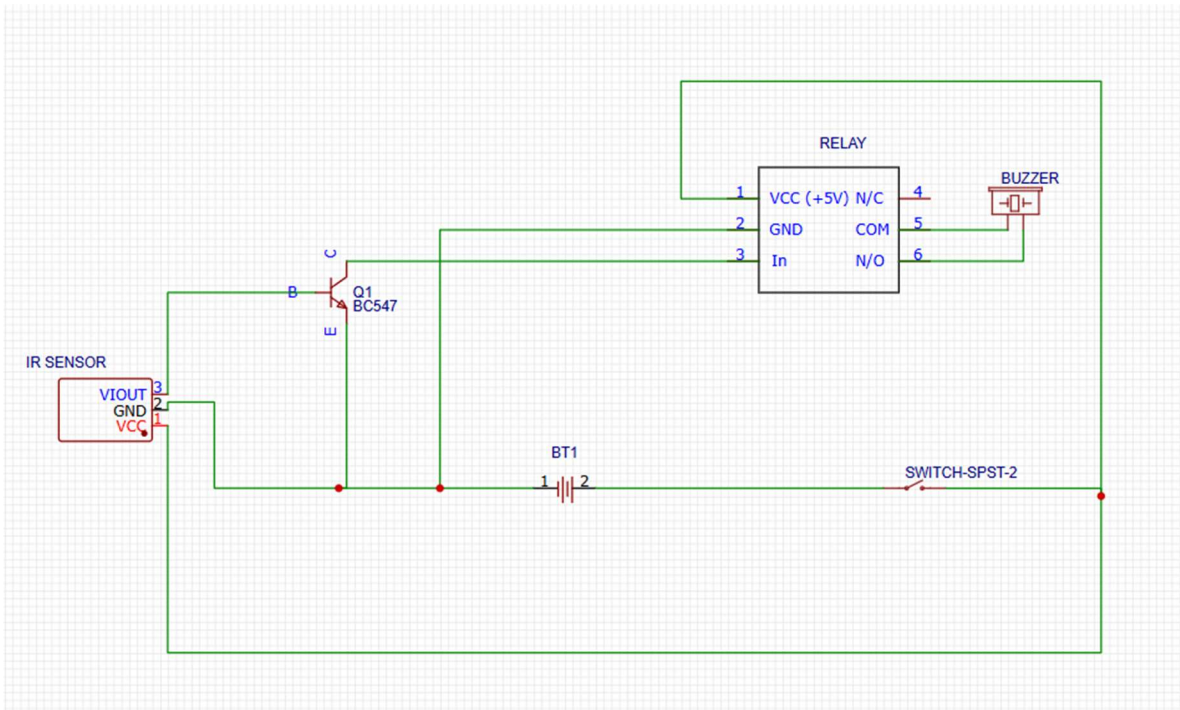 RELAY
BUZZER
1 VCC (+5V) N/C 4
2 GND COM 5
3 In N/O 6
C
B
Q1
BC547
E
IR SENSOR
VIOUT 3
GND 2
VCC 1
BT1
1 2
SWITCH-SPST-2